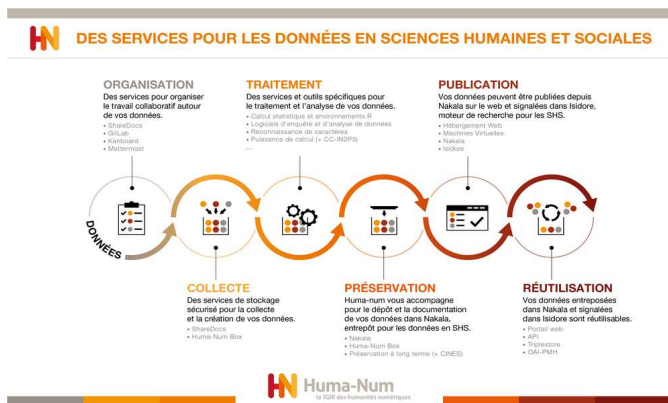 HN DES SERVICES POUR LES DONNÉES EN SCIENCES HUMAINES ET SOCIALES
ORGANISATION
Des services pour organiser
le travail collaboratif autour
de vos données.
• ShareDocs
• GitLab
• Kanboard
• Mattermost
TRAITEMENT
Des services et outils spécifiques pour
le traitement et l'analyse de vos données.
• Calcul statistique et environnements R
• Logiciels d'enquête et d'analyse de données
• Reconnaissance de caractères
• Puissance de calcul (+ CC-IN2P3)
...
PUBLICATION
Vos données peuvent être publiées depuis
Nakala sur le web et signalées dans Isidore,
moteur de recherche pour les SHS.
• Hébergement Web
• Machines Virtuelles
• Nakala
• Isidore
DONNÉES
COLLECTE
Des services de stockage
sécurisé pour la collecte
et la création de vos données.
• ShareDocs
• Huma-Num Box
PRÉSERVATION
Huma-num vous accompagne
pour le dépôt et la documentation
de vos données dans Nakala,
entrepôt pour les données en SHS.
• Nakala
• Huma-Num Box
• Préservation à long terme (+ CINES)
RÉUTILISATION
Vos données entreposées
dans Nakala et signalées
dans Isidore sont réutilisables.
• Portail web
• API
• Triplestore
• OAI-PMH
HN Huma-Num
la TGIR des humanités numériques